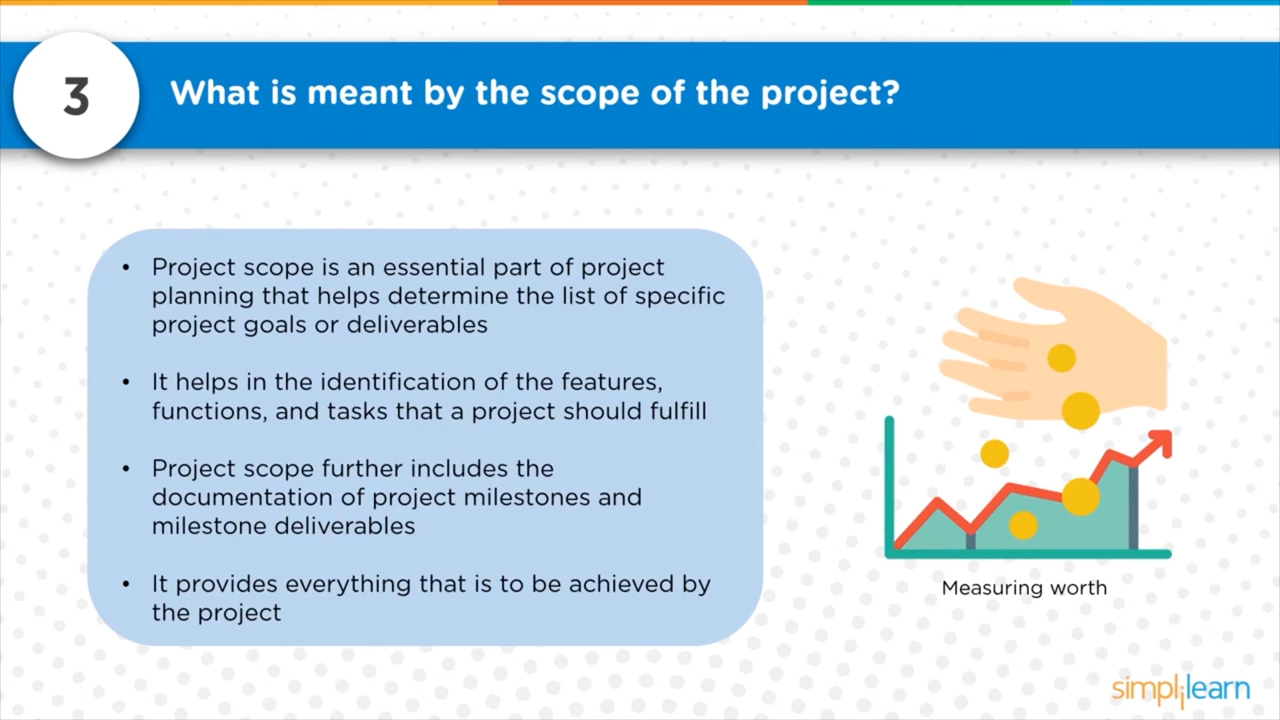 3
What is meant by the scope of the project?
• Project scope is an essential part of project
planning that helps determine the list of specific
project goals or deliverables
• It helps in the identification of the features,
functions, and tasks that a project should fulfill
• Project scope further includes the
documentation of project milestones and
milestone deliverables
• It provides everything that is to be achieved by
the project
Measuring worth
simplilearn